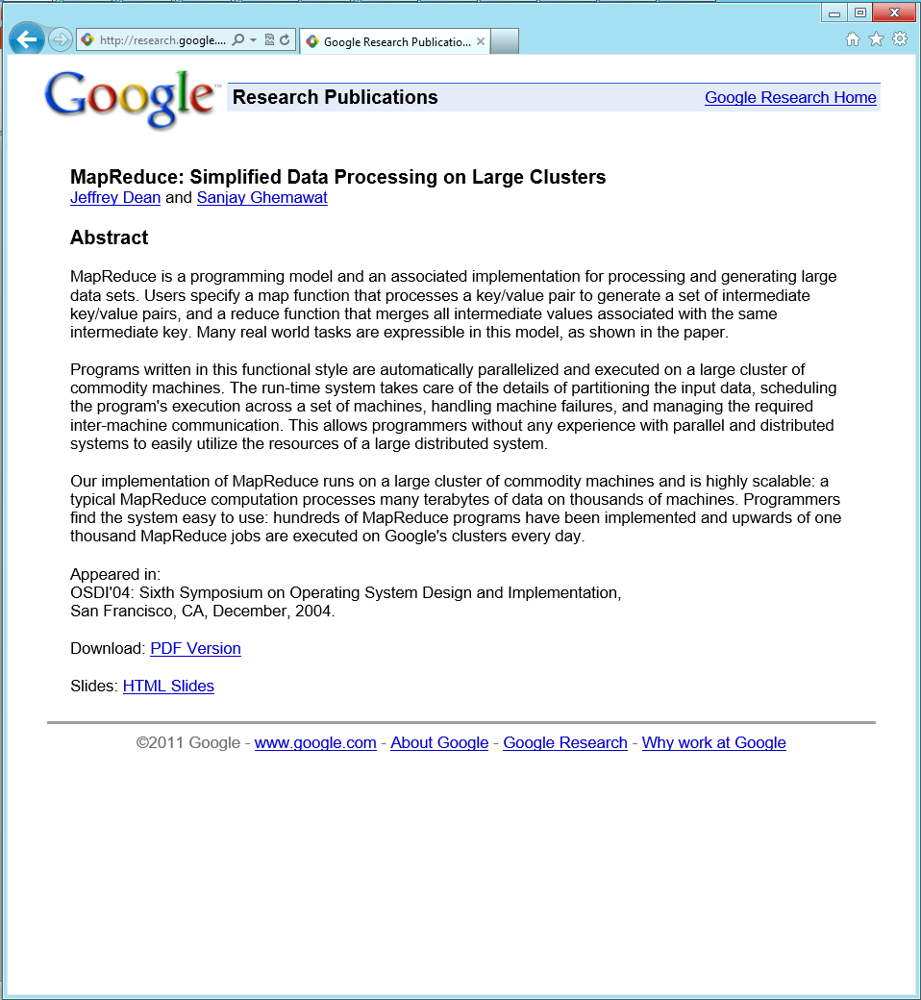 http://research.google....
Google Research Publicatio...
Google™ Research Publications Google Research Home
MapReduce: Simplified Data Processing on Large Clusters
Jeffrey Dean and Sanjay Ghemawat
Abstract
MapReduce is a programming model and an associated implementation for processing and generating large
data sets. Users specify a map function that processes a key/value pair to generate a set of intermediate
key/value pairs, and a reduce function that merges all intermediate values associated with the same
intermediate key. Many real world tasks are expressible in this model, as shown in the paper.
Programs written in this functional style are automatically parallelized and executed on a large cluster of
commodity machines. The run-time system takes care of the details of partitioning the input data, scheduling
the program's execution across a set of machines, handling machine failures, and managing the required
inter-machine communication. This allows programmers without any experience with parallel and distributed
systems to easily utilize the resources of a large distributed system.
Our implementation of MapReduce runs on a large cluster of commodity machines and is highly scalable: a
typical MapReduce computation processes many terabytes of data on thousands of machines. Programmers
find the system easy to use: hundreds of MapReduce programs have been implemented and upwards of one
thousand MapReduce jobs are executed on Google's clusters every day.
Appeared in:
OSDI'04: Sixth Symposium on Operating System Design and Implementation,
San Francisco, CA, December, 2004.
Download: PDF Version
Slides: HTML Slides
©2011 Google - www.google.com - About Google - Google Research - Why work at Google